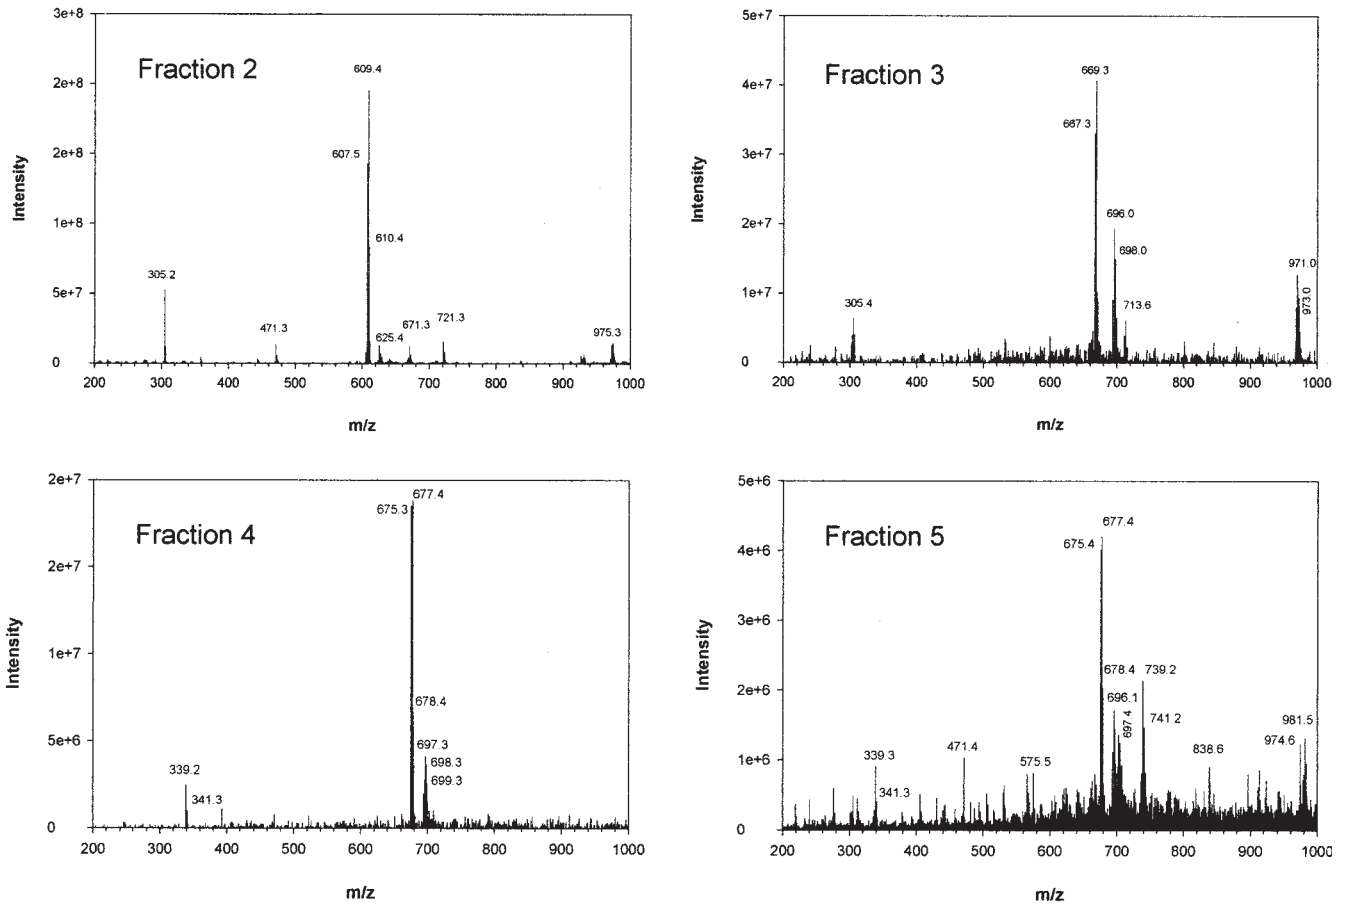 3e+8
Fraction 2
609.4
2e+8
607.5
2e+8
Intensity
1e+8
610.4
305.2
5e+7
471.3
625.4
671.3
721.3
975.3
0
200 300 400 500 600 700 800 900 1000
m/z
5e+7
Fraction 3
669.3
4e+7
667.3
3e+7
Intensity
696.0
2e+7
698.0
971.0
973.0
1e+7
305.4
713.6
0
200 300 400 500 600 700 800 900 1000
m/z
2e+7
677.4
675.3
Fraction 4
2e+7
Intensity
1e+7
678.4
5e+6
697.3
698.3
699.3
339.2
341.3
0
200 300 400 500 600 700 800 900 1000
m/z
5e+6
Fraction 5
677.4
675.4
4e+6
3e+6
Intensity
678.4
739.2
2e+6
696.1
697.4
741.2
981.5
974.6
838.6
1e+6
339.3
471.4
575.5
341.3
0
200 300 400 500 600 700 800 900 1000
m/z